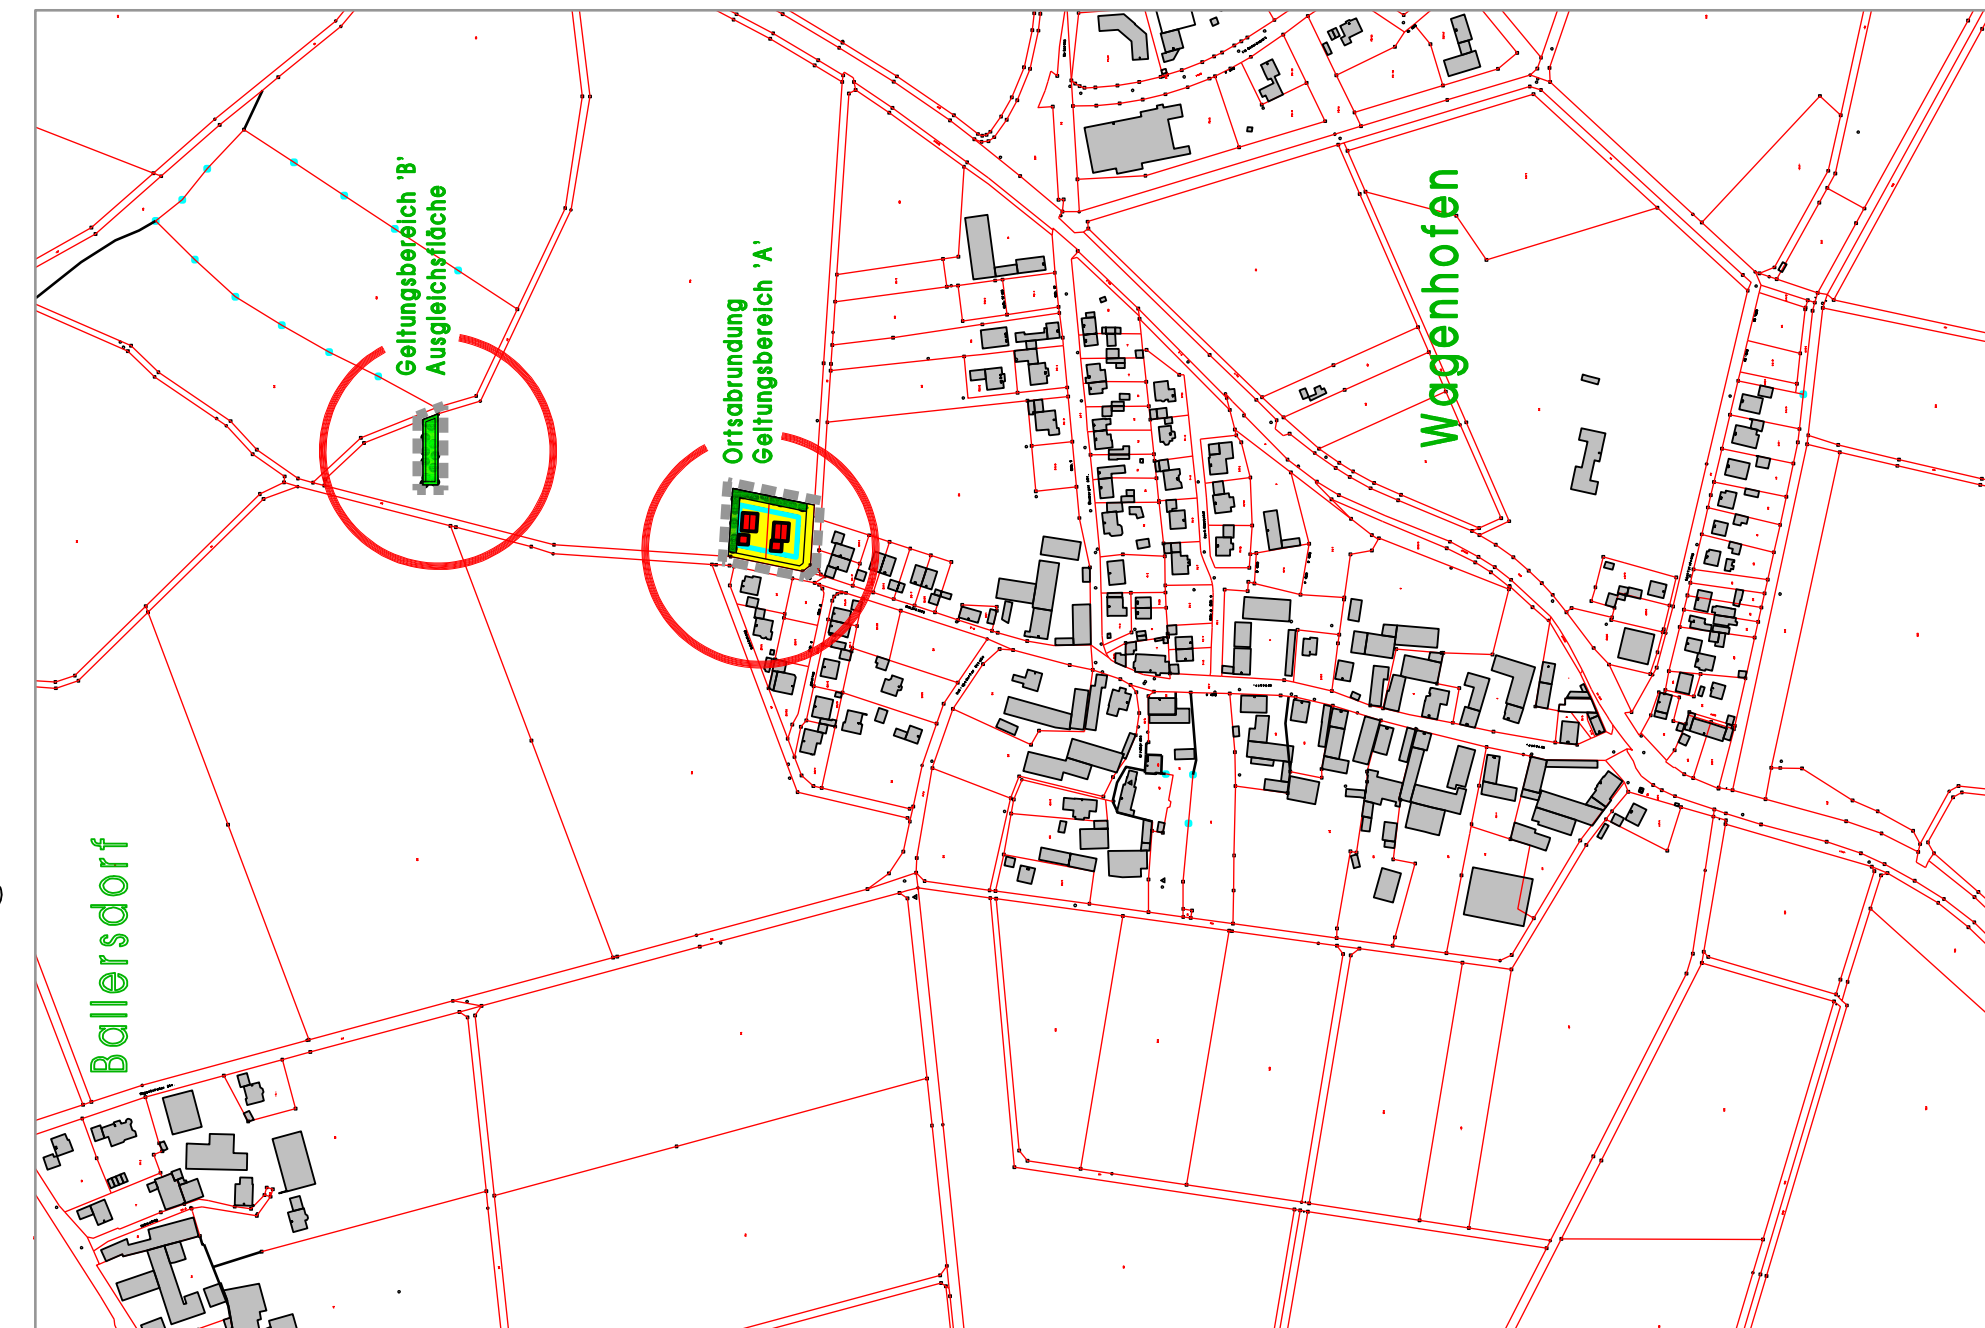 Geltungsbereich 'B'
Ausgleichsfläche
Ortsabrundung
Geltungsbereich 'A'
Wagenhofen
Ballersdorf